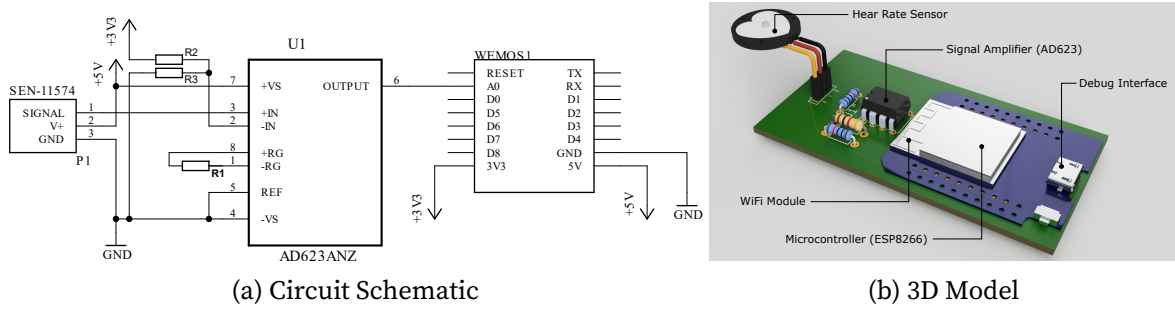 +3V3
+5V
R2
R3
U1
SEN-11574
SIGNAL 1
V+ 2
GND 3
P1
7 +VS
3 +IN
2 -IN
8 +RG
1 -RG
R1
5 REF
4 -VS
OUTPUT 6
AD623ANZ
GND
WEMOS1
RESET TX
A0 RX
D0 D1
D5 D2
D6 D3
D7 D4
D8 GND
3V3 5V
+3V3
+5V
GND
(a) Circuit Schematic
Hear Rate Sensor
Signal Amplifier (AD623)
Debug Interface
WiFi Module
Microcontroller (ESP8266)
(b) 3D Model